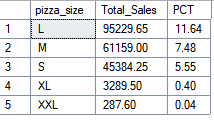 pizza_size Total_Sales PCT
1 L 95229.65 11.64
2 M 61159.00 7.48
3 S 45384.25 5.55
4 XL 3289.50 0.40
5 XXL 287.60 0.04